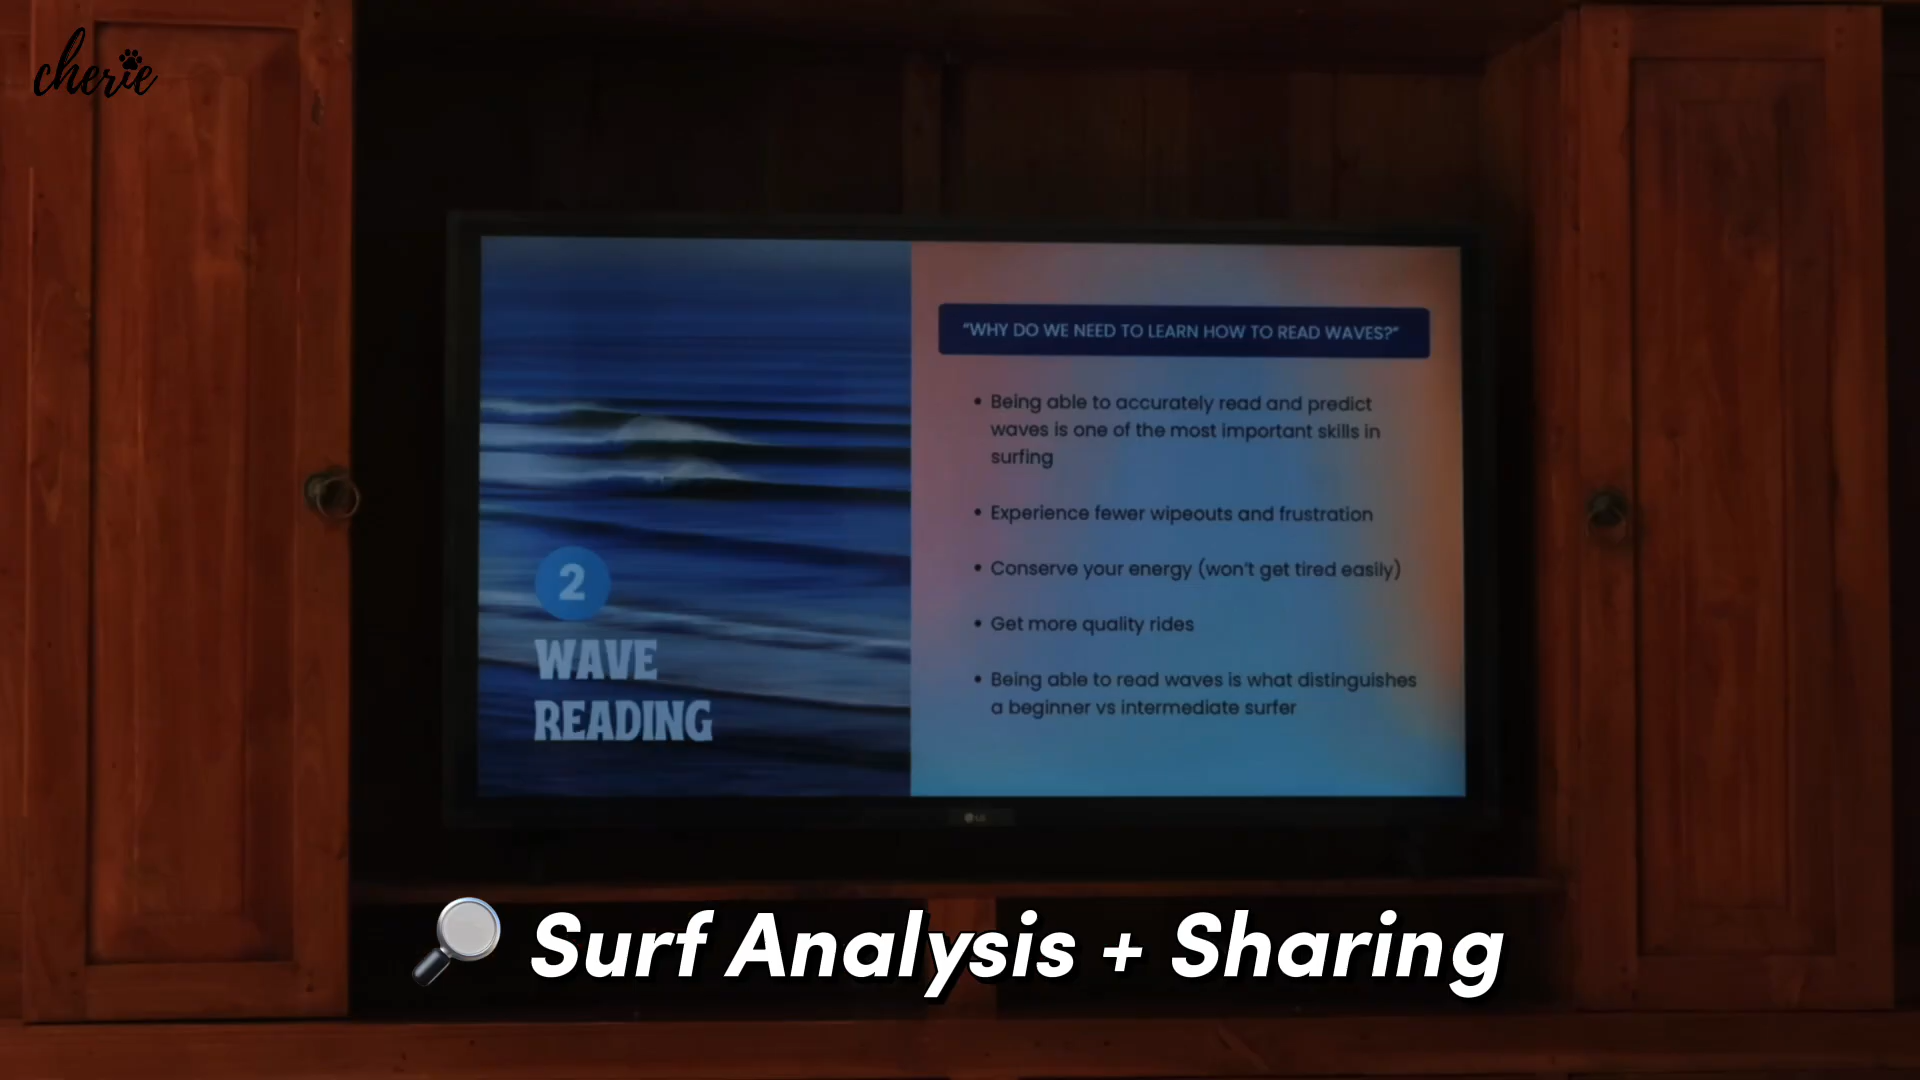 cherie
"WHY DO WE NEED TO LEARN HOW TO READ WAVES?"
• Being able to accurately read and predict
waves is one of the most important skills in
surfing
• Experience fewer wipeouts and frustration
• Conserve your energy (won't get tired easily)
• Get more quality rides
• Being able to read waves is what distinguishes
a beginner vs intermediate surfer
2
WAVE
READING
LG
Surf Analysis + Sharing